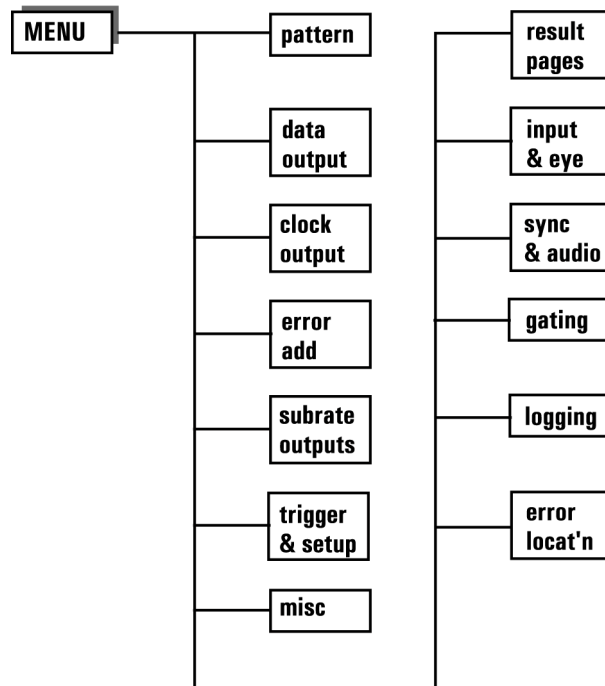 MENU
pattern
data
output
clock
output
error
add
subrate
outputs
trigger
& setup
misc
result
pages
input
& eye
sync
& audio
gating
logging
error
locat'n